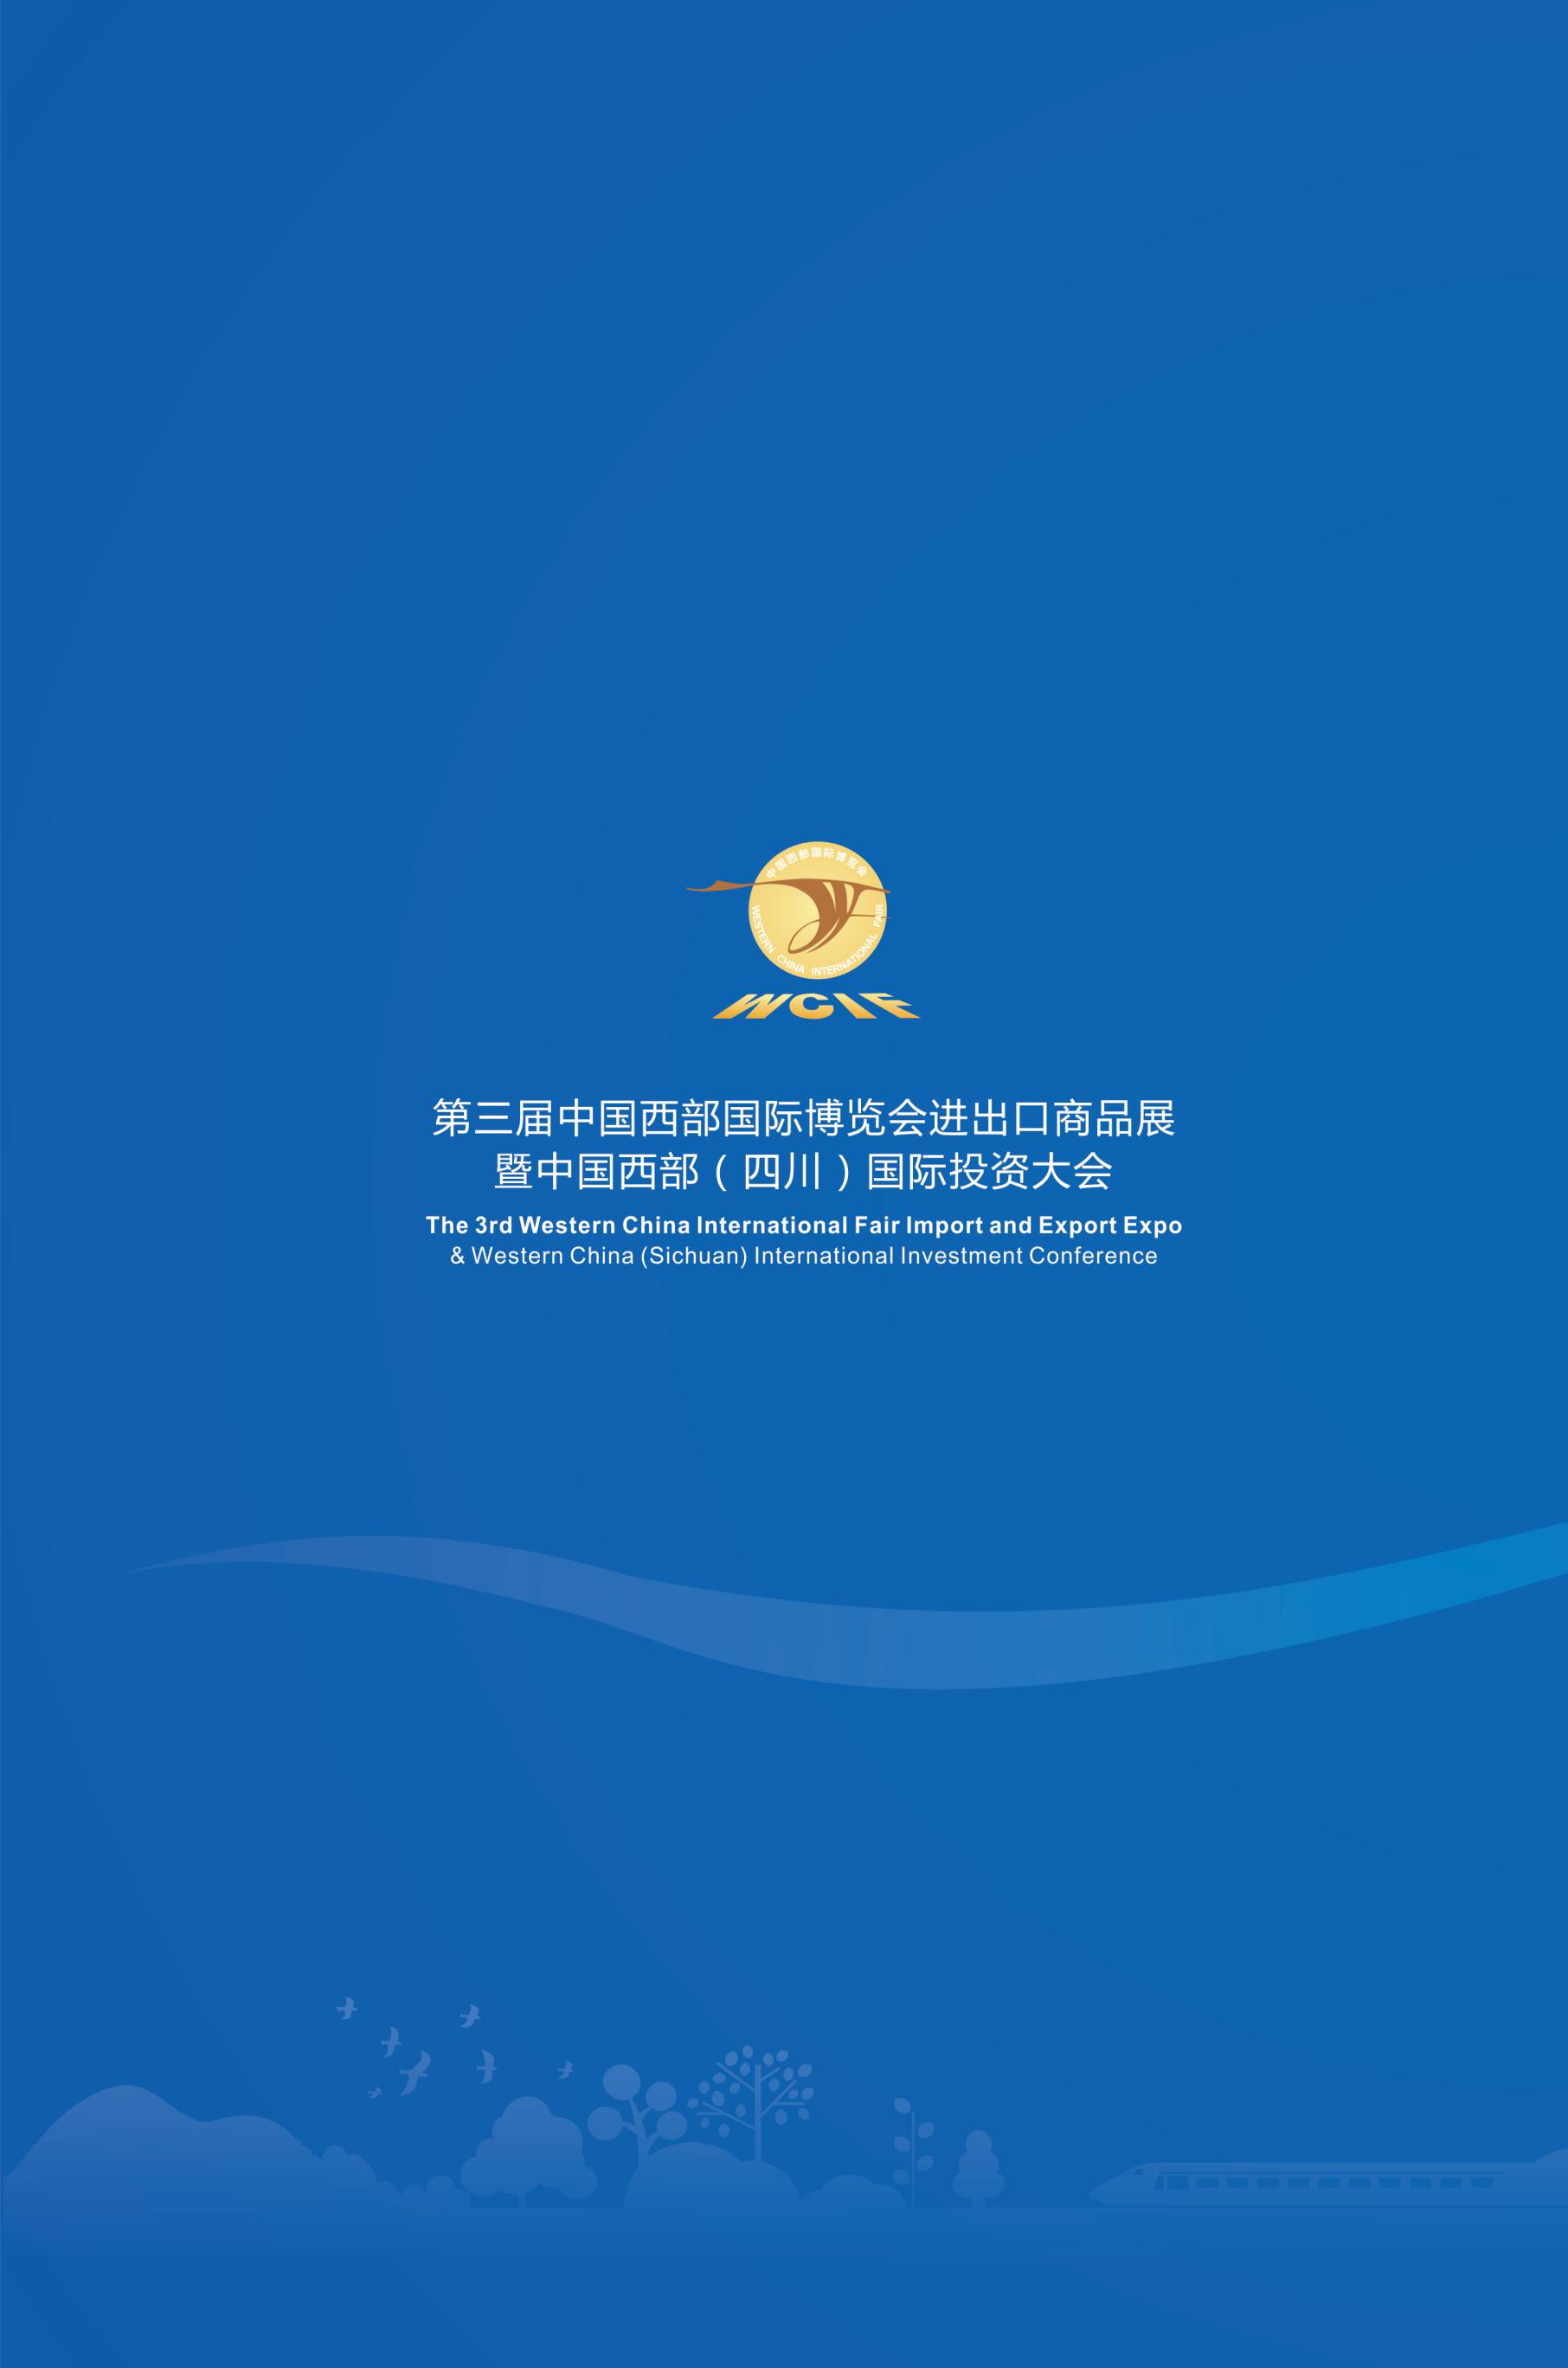 中国西部国际博览会
WESTERN CHINA INTERNATIONAL FAIR
WCIF
第三届中国西部国际博览会进出口商品展
暨中国西部（四川）国际投资大会
The 3rd Western China International Fair Import and Export Expo
& Western China (Sichuan) International Investment Conference